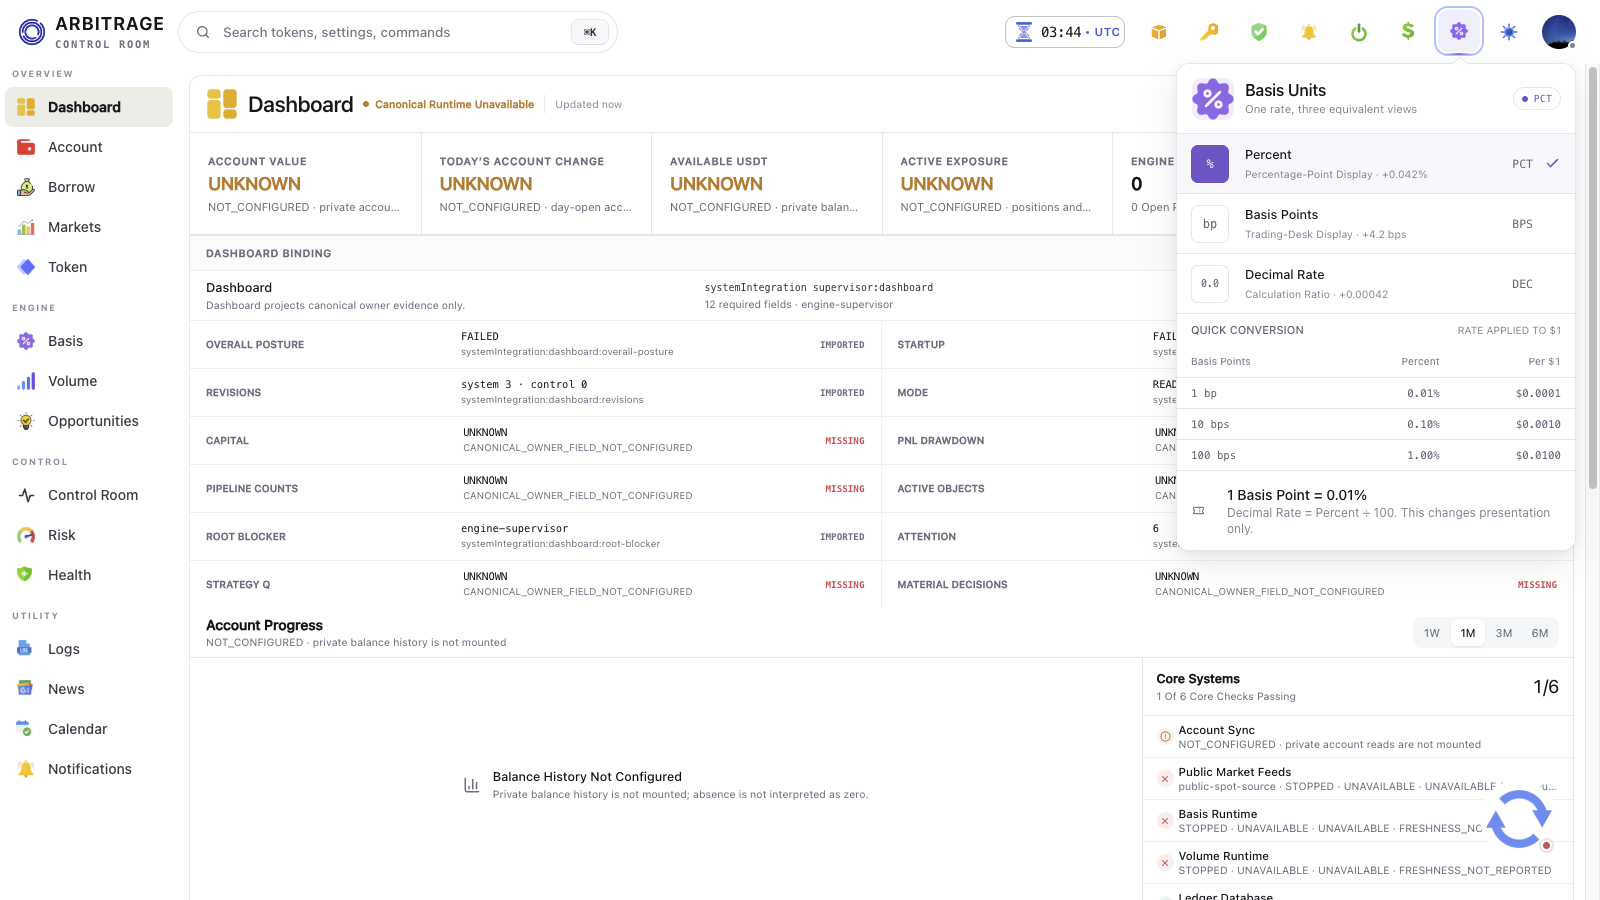 ARBITRAGE
CONTROL ROOM
Search tokens, settings, commands
⌘K
03:44 • UTC
OVERVIEW
Dashboard
Account
Borrow
Markets
Token
ENGINE
Basis
Volume
Opportunities
CONTROL
Control Room
Risk
Health
UTILITY
Logs
News
Calendar
Notifications
Dashboard
Canonical Runtime Unavailable
Updated now
ACCOUNT VALUE
UNKNOWN
NOT_CONFIGURED · private accou...
TODAY'S ACCOUNT CHANGE
UNKNOWN
NOT_CONFIGURED · day-open acc...
AVAILABLE USDT
UNKNOWN
NOT_CONFIGURED · private balan...
ACTIVE EXPOSURE
UNKNOWN
NOT_CONFIGURED · positions and...
ENGINE
0
0 Open
DASHBOARD BINDING
Dashboard
Dashboard projects canonical owner evidence only.
systemIntegration supervisor:dashboard
12 required fields · engine-supervisor
OVERALL POSTURE
FAILED
systemIntegration:dashboard:overall-posture
IMPORTED
STARTUP
REVISIONS
system 3 · control 0
systemIntegration:dashboard:revisions
IMPORTED
MODE
CAPITAL
UNKNOWN
CANONICAL_OWNER_FIELD_NOT_CONFIGURED
MISSING
PNL DRAWDOWN
PIPELINE COUNTS
UNKNOWN
CANONICAL_OWNER_FIELD_NOT_CONFIGURED
MISSING
ACTIVE OBJECTS
ROOT BLOCKER
engine-supervisor
systemIntegration:dashboard:root-blocker
IMPORTED
ATTENTION
6
STRATEGY Q
UNKNOWN
CANONICAL_OWNER_FIELD_NOT_CONFIGURED
MISSING
MATERIAL DECISIONS
UNKNOWN
CANONICAL_OWNER_FIELD_NOT_CONFIGURED
MISSING
Basis Units
One rate, three equivalent views
PCT
%
Percent
Percentage-Point Display · +0.042%
PCT
bp
Basis Points
Trading-Desk Display · +4.2 bps
BPS
0.0
Decimal Rate
Calculation Ratio · +0.00042
DEC
QUICK CONVERSION
RATE APPLIED TO $1
Basis Points Percent Per $1
1 bp 0.01% $0.0001
10 bps 0.10% $0.0010
100 bps 1.00% $0.0100
1 Basis Point = 0.01%
Decimal Rate = Percent ÷ 100. This changes presentation
only.
Account Progress
NOT_CONFIGURED · private balance history is not mounted
1W 1M 3M 6M
Balance History Not Configured
Private balance history is not mounted; absence is not interpreted as zero.
Core Systems
1 Of 6 Core Checks Passing
1/6
Account Sync
NOT_CONFIGURED · private account reads are not mounted
Public Market Feeds
public-spot-source · STOPPED · UNAVAILABLE · UNAVAILABLE
Basis Runtime
STOPPED · UNAVAILABLE · UNAVAILABLE ·
Volume Runtime
STOPPED · UNAVAILABLE · UNAVAILABLE · FRESHNESS_NOT_REPORTED
Ledger Database